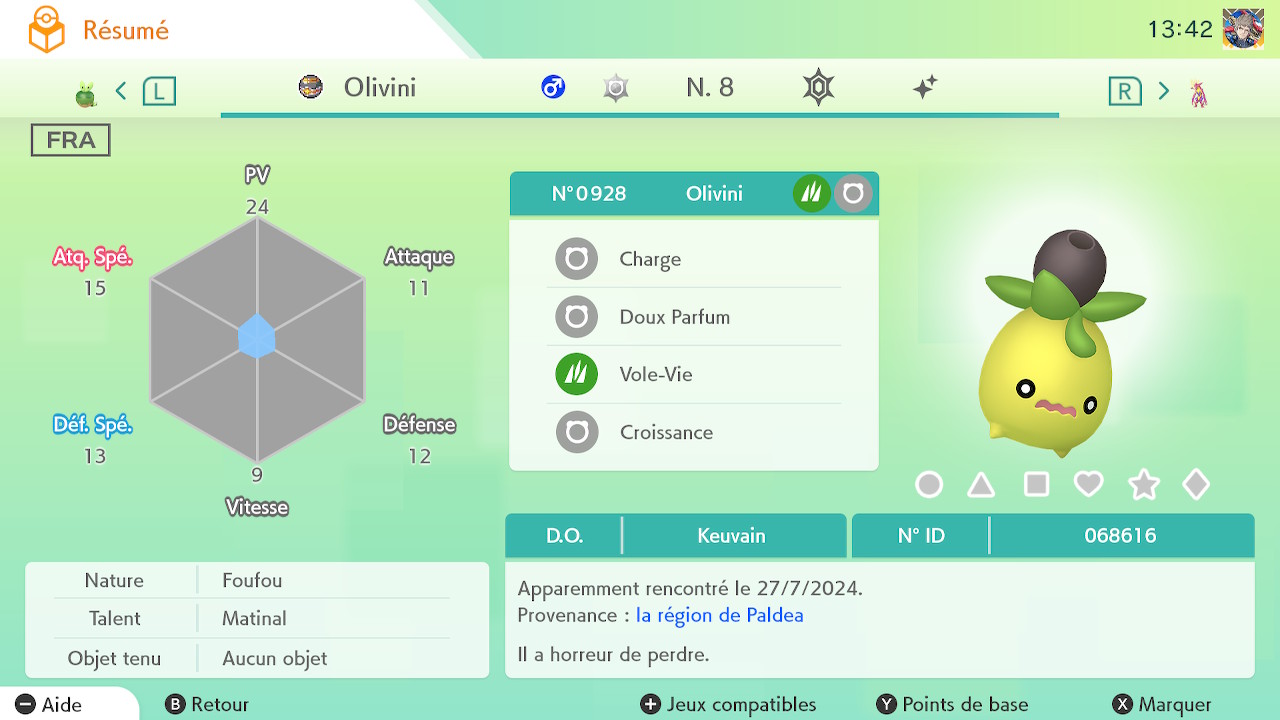 Résumé
13:42
L
Olivini
N. 8
R
FRA
PV
24
Atq. Spé.
15
Attaque
11
Déf. Spé.
13
Défense
12
9
Vitesse
N°0928 Olivini
Charge
Doux Parfum
Vole-Vie
Croissance
D.O. Keuvain N° ID 068616
Nature Foufou
Talent Matinal
Objet tenu Aucun objet
Apparemment rencontré le 27/7/2024.
Provenance : la région de Paldea
Il a horreur de perdre.
Aide
B Retour
Jeux compatibles
Y Points de base
X Marquer